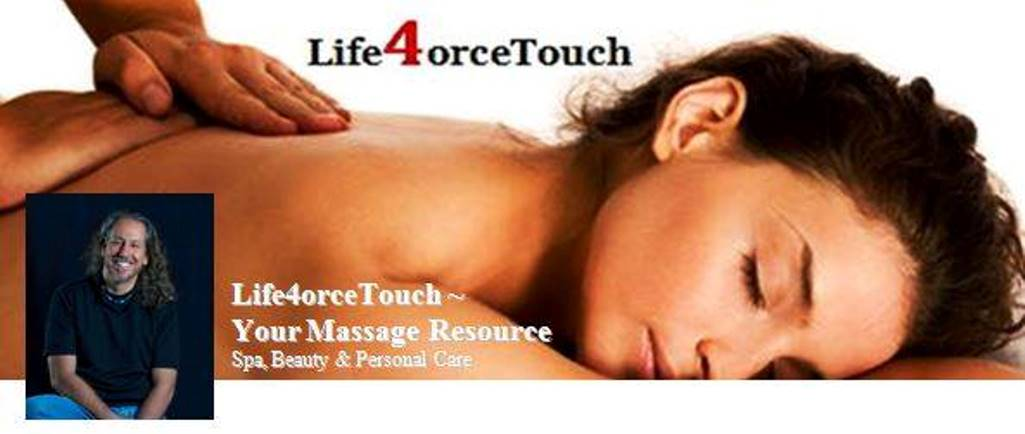 Life4orceTouch
Life4orceTouch ~
Your Massage Resource
Spa, Beauty & Personal Care